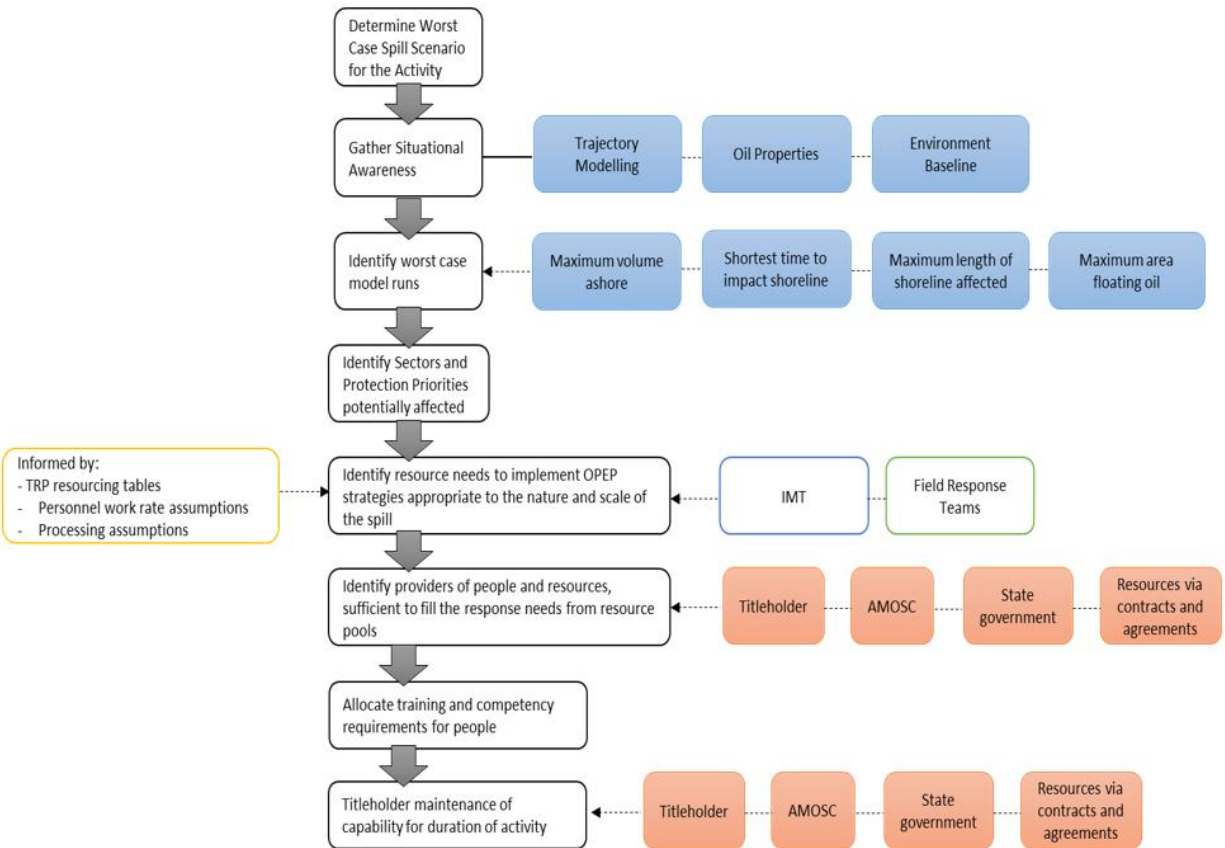 Determine Worst
Case Spill Scenario
for the Activity
Gather Situational
Awareness
Trajectory
Modelling
Oil Properties
Environment
Baseline
Identify worst case
model runs
Maximum volume
ashore
Shortest time to
impact shoreline
Maximum length of
shoreline affected
Maximum area
floating oil
Identify Sectors and
Protection Priorities
potentially affected
Informed by:
- TRP resourcing tables
- Personnel work rate assumptions
- Processing assumptions
Identify resource needs to implement OPEP
strategies appropriate to the nature and scale of
the spill
IMT
Field Response
Teams
Identify providers of people and resources,
sufficient to fill the response needs from resource
pools
Titleholder
AMOSC
State
government
Resources via
contracts and
agreements
Allocate training and competency
requirements for people
Titleholder maintenance of
capability for duration of activity
Titleholder
AMOSC
State
government
Resources via
contracts and
agreements